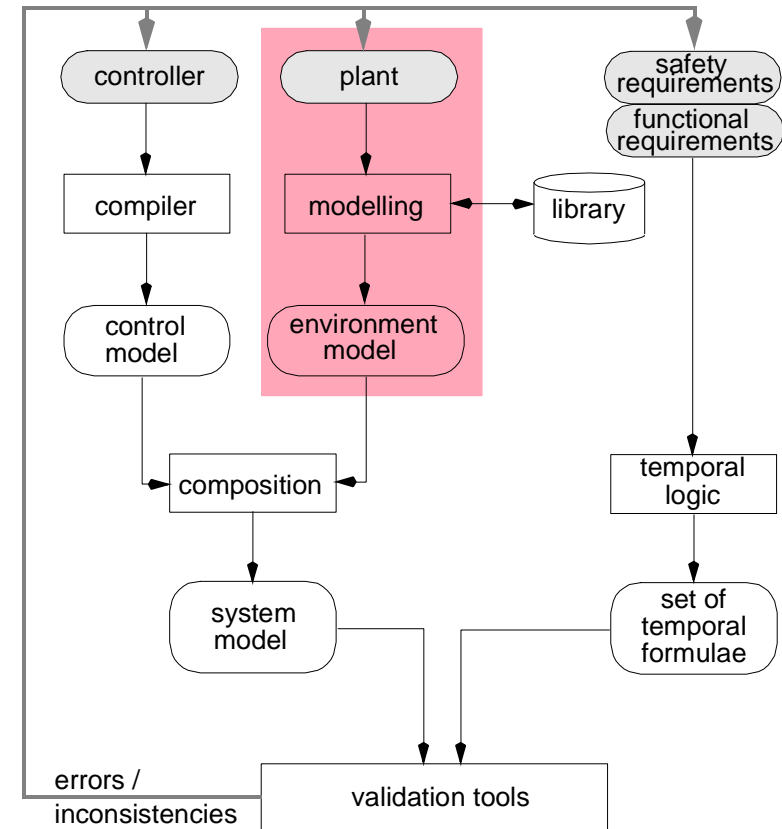 controller
plant
safety
requirements
functional
requirements
compiler
modelling
library
control
model
environment
model
composition
temporal
logic
system
model
set of
temporal
formulae
errors /
inconsistencies
validation tools